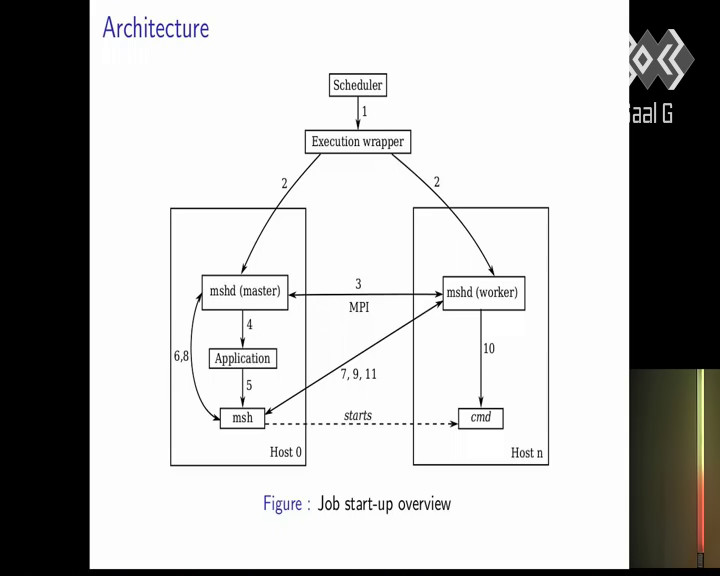 Architecture
Scheduler
1
Execution wrapper
2
2
mshd (master)
3
MPI
mshd (worker)
4
6,8
Application
7, 9, 11
10
5
msh
starts
cmd
Host 0
Host n
Figure : Job start-up overview
Saal G